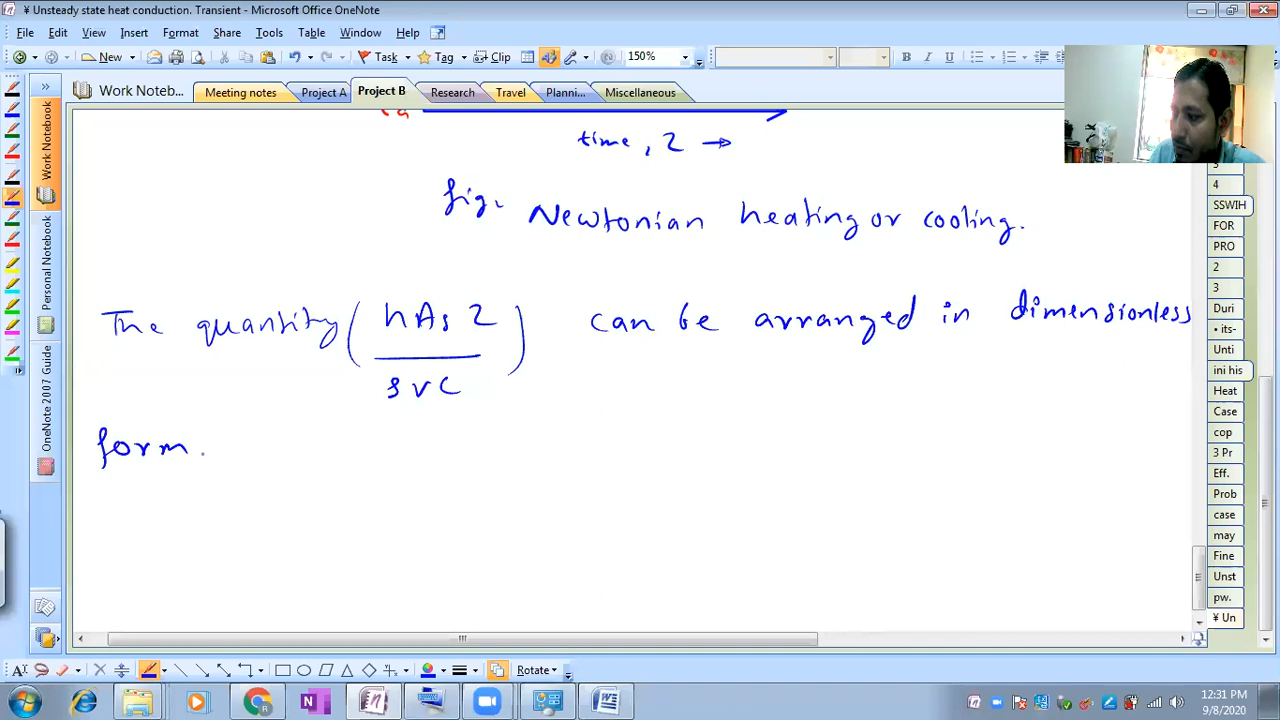 ¥ Unsteady state heat conduction. Transient - Microsoft Office OneNote
File Edit View Insert Format Share Tools Table Window Help
New Task Tag Clip 150% B I U
Work Noteb... Meeting notes Project A Project B Research Travel Planni... Miscellaneous
Work Notebook
Personal Notebook
OneNote 2007 Guide
time, 2 →
fig. Newtonian heating or cooling.
The quantity ( hAs 2 ) can be arranged in dimensionless
ρvc
form.
4
SSWIH
FOR
PRO
2
3
Duri
• its-
Unti
ini his
Heat
Case
cop
3 Pr
Eff.
Prob
case
may
Fine
Unst
pw.
¥ Un
Rotate
12:31 PM
9/8/2020